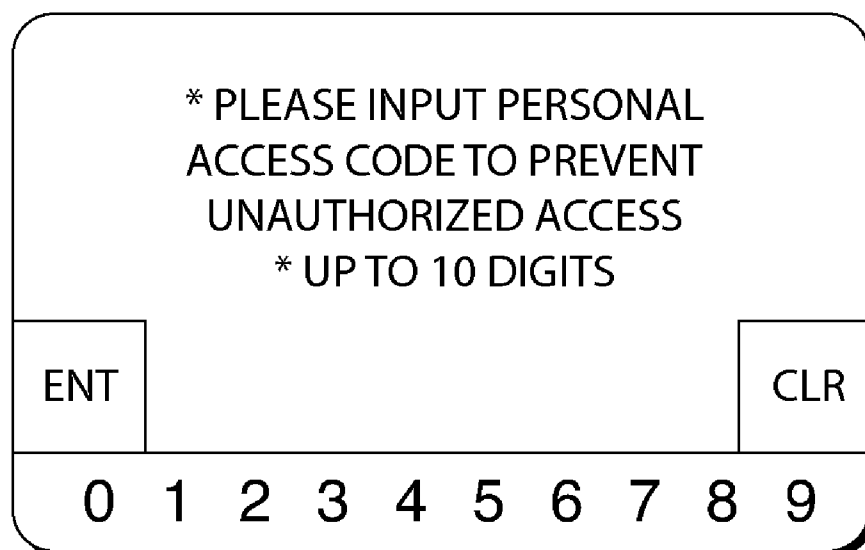 * PLEASE INPUT PERSONAL
ACCESS CODE TO PREVENT
UNAUTHORIZED ACCESS
* UP TO 10 DIGITS
ENT CLR
0 1 2 3 4 5 6 7 8 9